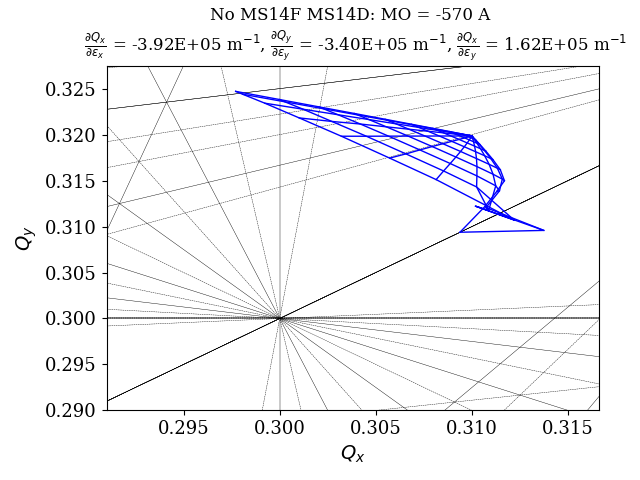 No MS14F MS14D: MO = -570 A
∂Qx/∂εx = -3.92E+05 m⁻¹, ∂Qy/∂εy = -3.40E+05 m⁻¹, ∂Qx/∂εy = 1.62E+05 m⁻¹
0.325
0.320
0.315
0.310
0.305
0.300
0.295
0.290
Qy
0.295 0.300 0.305 0.310 0.315
Qx